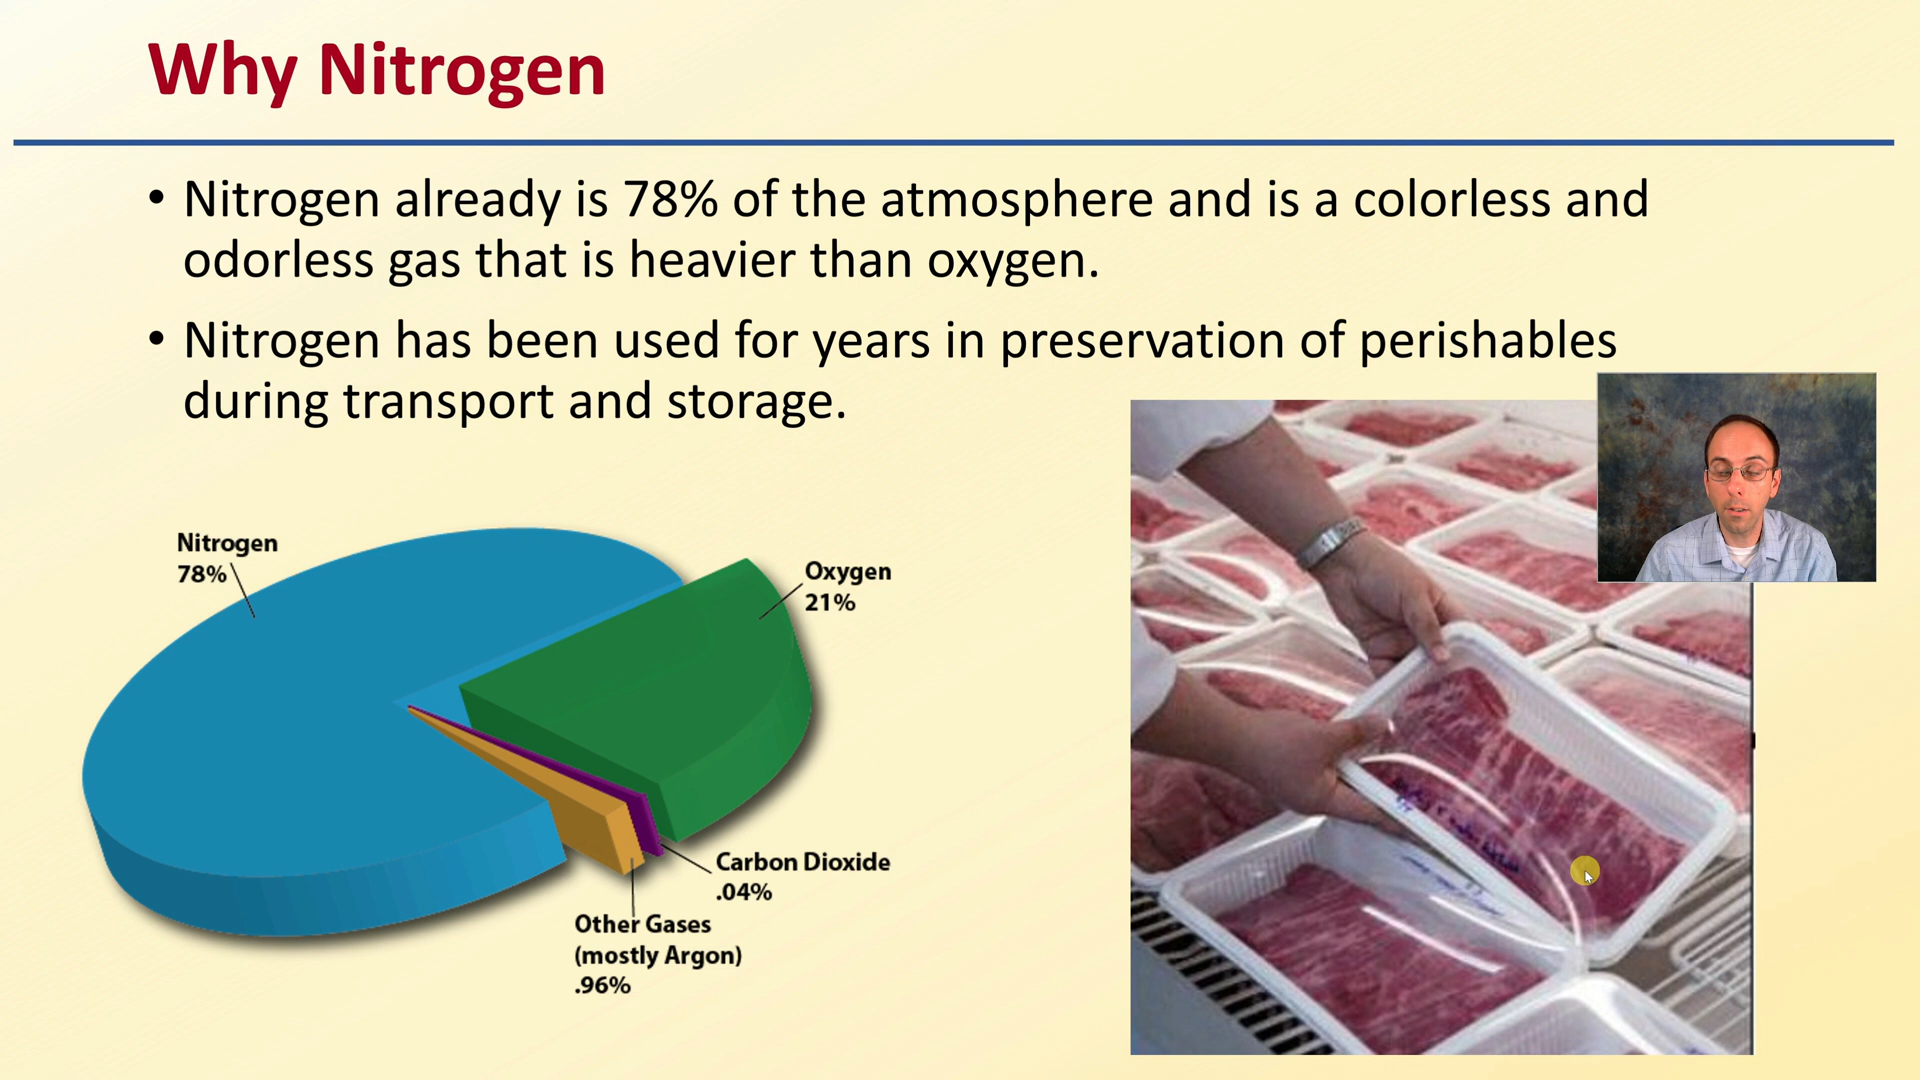 Why Nitrogen
• Nitrogen already is 78% of the atmosphere and is a colorless and
odorless gas that is heavier than oxygen.
• Nitrogen has been used for years in preservation of perishables
during transport and storage.
Nitrogen
78%
Oxygen
21%
Carbon Dioxide
.04%
Other Gases
(mostly Argon)
.96%